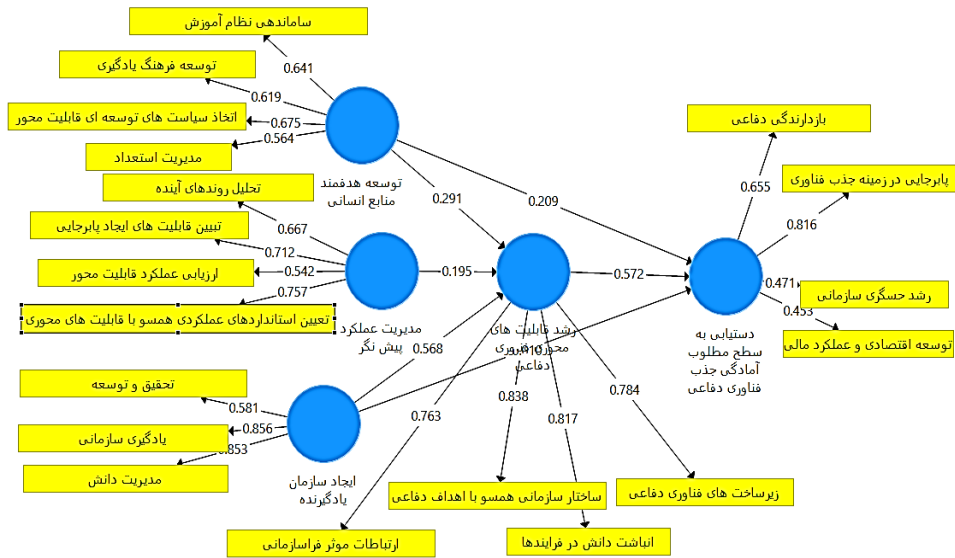 ساماندهی نظام آموزش
توسعه فرهنگ یادگیری
اتخاذ سیاست های توسعه ای قابلیت محور
مدیریت استعداد
0.641
0.619
0.675
0.564
توسعه هدفمند
منابع انسانی
تحلیل روندهای آینده
تبیین قابلیت های ایجاد پابرجایی
ارزیابی عملکرد قابلیت محور
تعیین استانداردهای عملکردی همسو با قابلیت های محوری
0.667
0.712
0.542
0.757
مدیریت عملکرد
پیش نگر
تحقیق و توسعه
یادگیری سازمانی
مدیریت دانش
0.581
0.856
0.853
ایجاد سازمان
یادگیرنده
0.291
0.209
0.195
0.568
0.572
رشد قابلیت های
محوری
دفاعی
0.763
0.838
0.817
0.784
ارتباطات موثر فراسازمانی
ساختار سازمانی همسو با اهداف دفاعی
انباشت دانش در فرایندها
زیرساخت های فناوری دفاعی
بازدارندگی دفاعی
پابرجایی در زمینه جذب فناوری
رشد حسگری سازمانی
توسعه اقتصادی و عملکرد مالی
0.655
0.816
0.471
0.453
دستیابی به
سطح مطلوب
آمادگی جذب
فناوری دفاعی